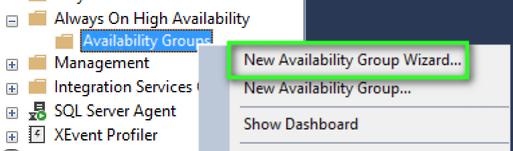 Always On High Availability
Availability Groups
New Availability Group Wizard...
Management
New Availability Group...
Integration Services
SQL Server Agent
Show Dashboard
XEvent Profiler